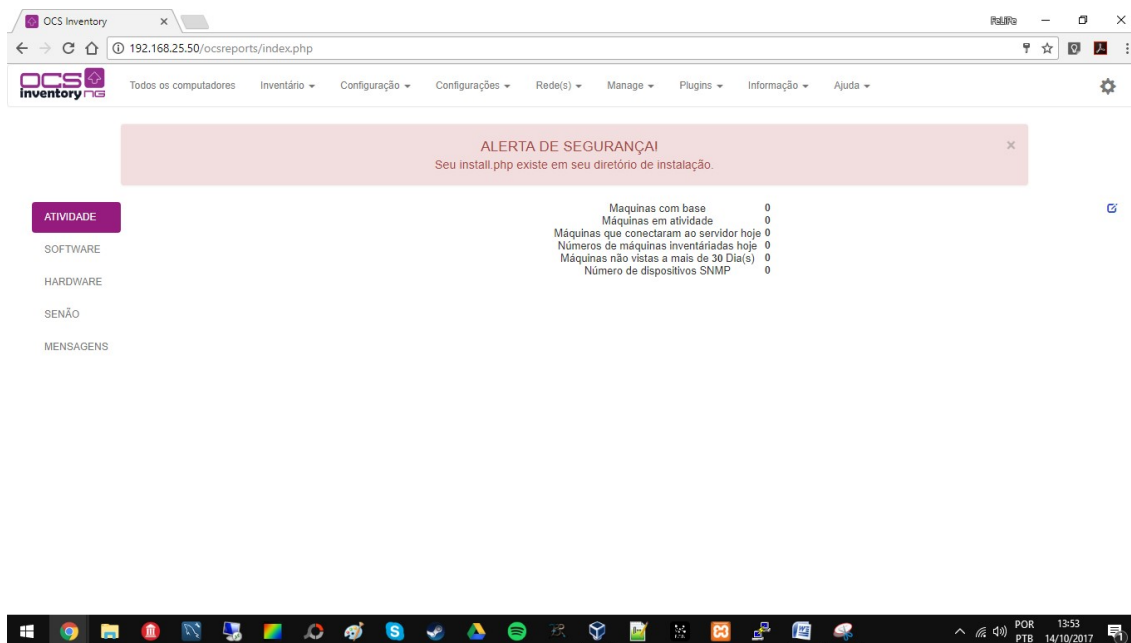 OCS Inventory
FeLiPe
192.168.25.50/ocsreports/index.php
OCS inventory NG
Todos os computadores Inventário Configuração Configurações Rede(s) Manage Plugins Informação Ajuda
ALERTA DE SEGURANÇA!
Seu install.php existe em seu diretório de instalação.
ATIVIDADE
SOFTWARE
HARDWARE
SENÃO
MENSAGENS
Maquinas com base 0
Máquinas em atividade 0
Máquinas que conectaram ao servidor hoje 0
Números de máquinas inventáriadas hoje 0
Máquinas não vistas a mais de 30 Dia(s) 0
Número de dispositivos SNMP 0
POR 13:53
PTB 14/10/2017